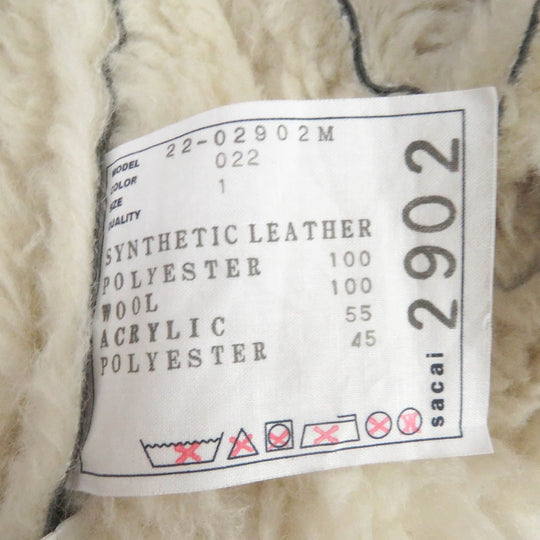 MODEL 22-02902M
COLOR 022
SIZE 1
QUALITY
SYNTHETIC LEATHER
POLYESTER 100
WOOL 100
ACRYLIC 55
POLYESTER 45
sacai 2902